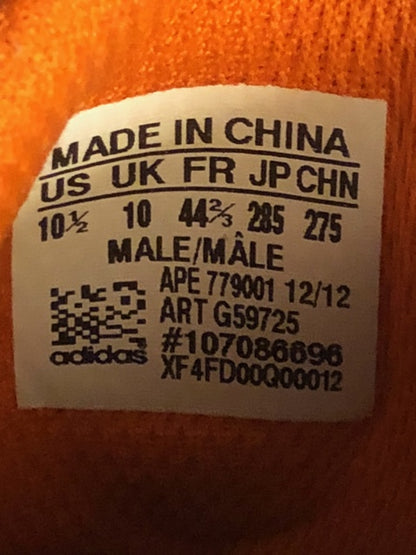 MADE IN CHINA
US UK FR JP CHN
10½ 10 44⅔ 285 275
MALE/MÂLE
APE 779001 12/12
ART G59725
#107086696
XF4FD00Q00012
adidas